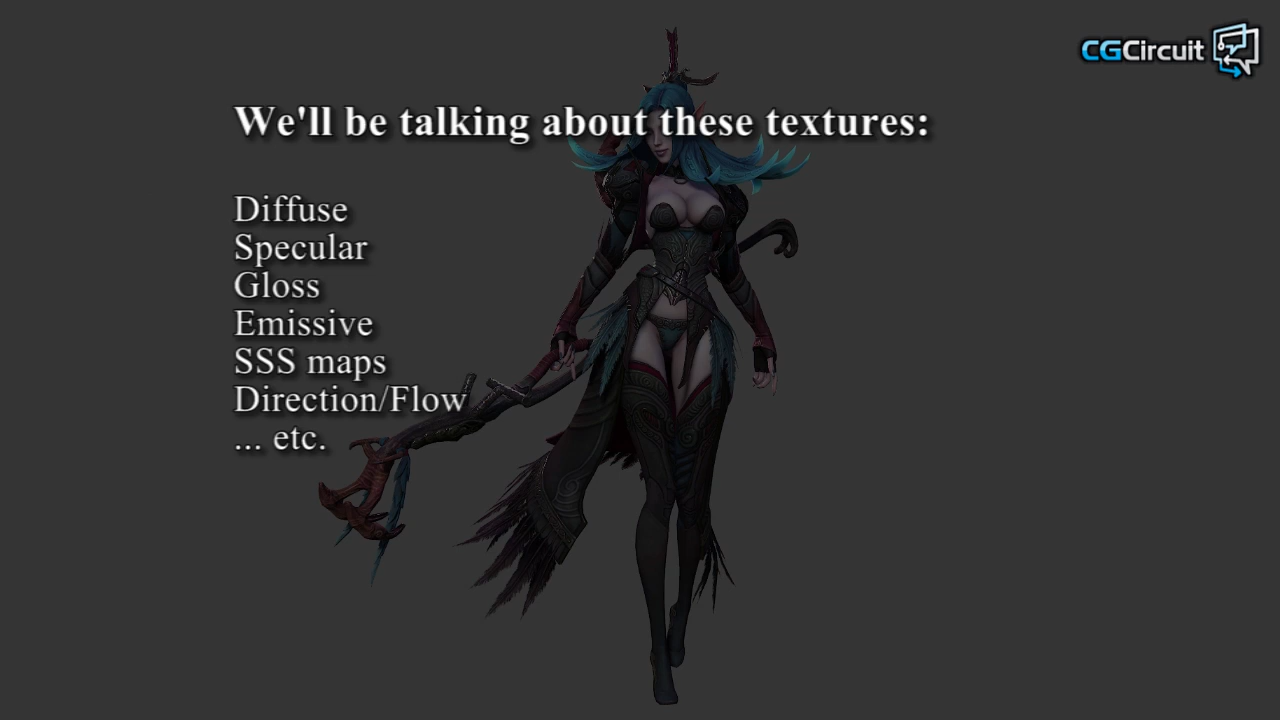 CGCircuit
We'll be talking about these textures:
Diffuse
Specular
Gloss
Emissive
SSS maps
Direction/Flow
... etc.